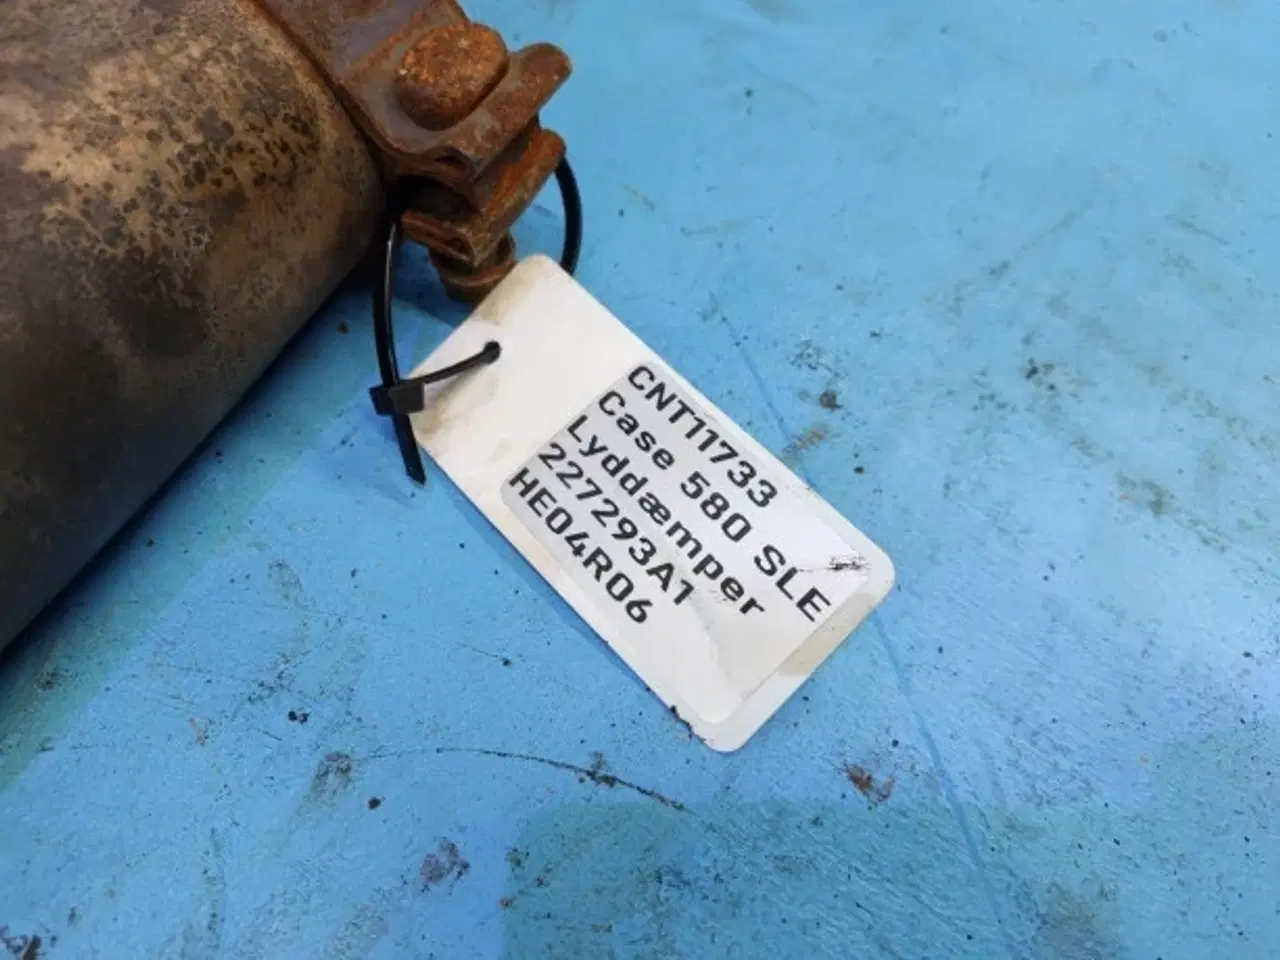 CNT11733
Case 580 SLE
Lyddæmper
227293A1
HE04R06